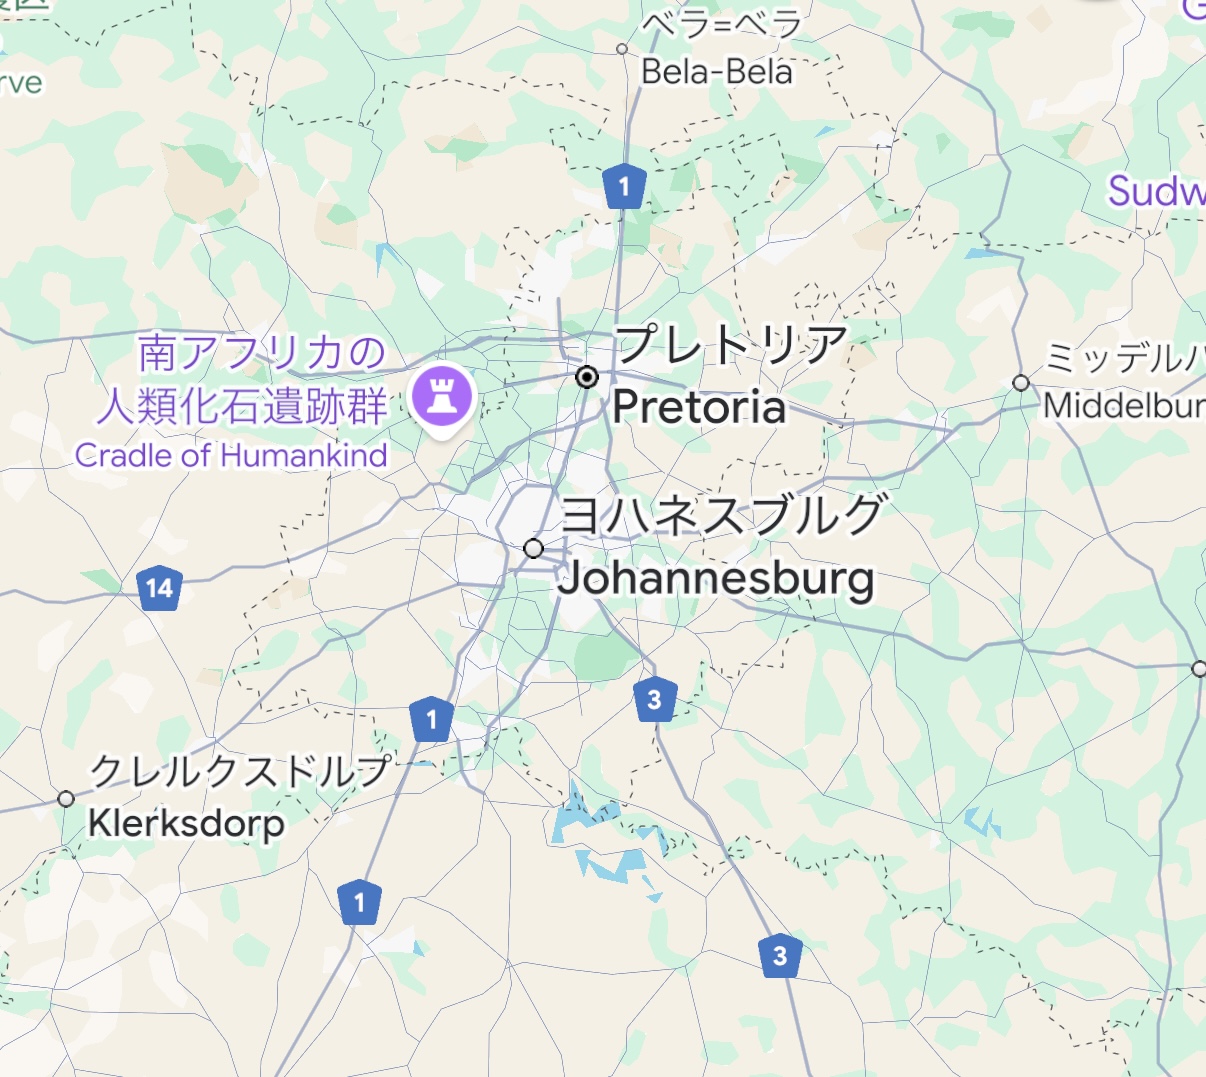 rve
ベラ=ベラ
Bela-Bela
1
Sudw
南アフリカの
人類化石遺跡群
Cradle of Humankind
プレトリア
Pretoria
ミッデルバ
Middelbur
ヨハネスブルグ
Johannesburg
14
1
3
クレルクスドルプ
Klerksdorp
1
3